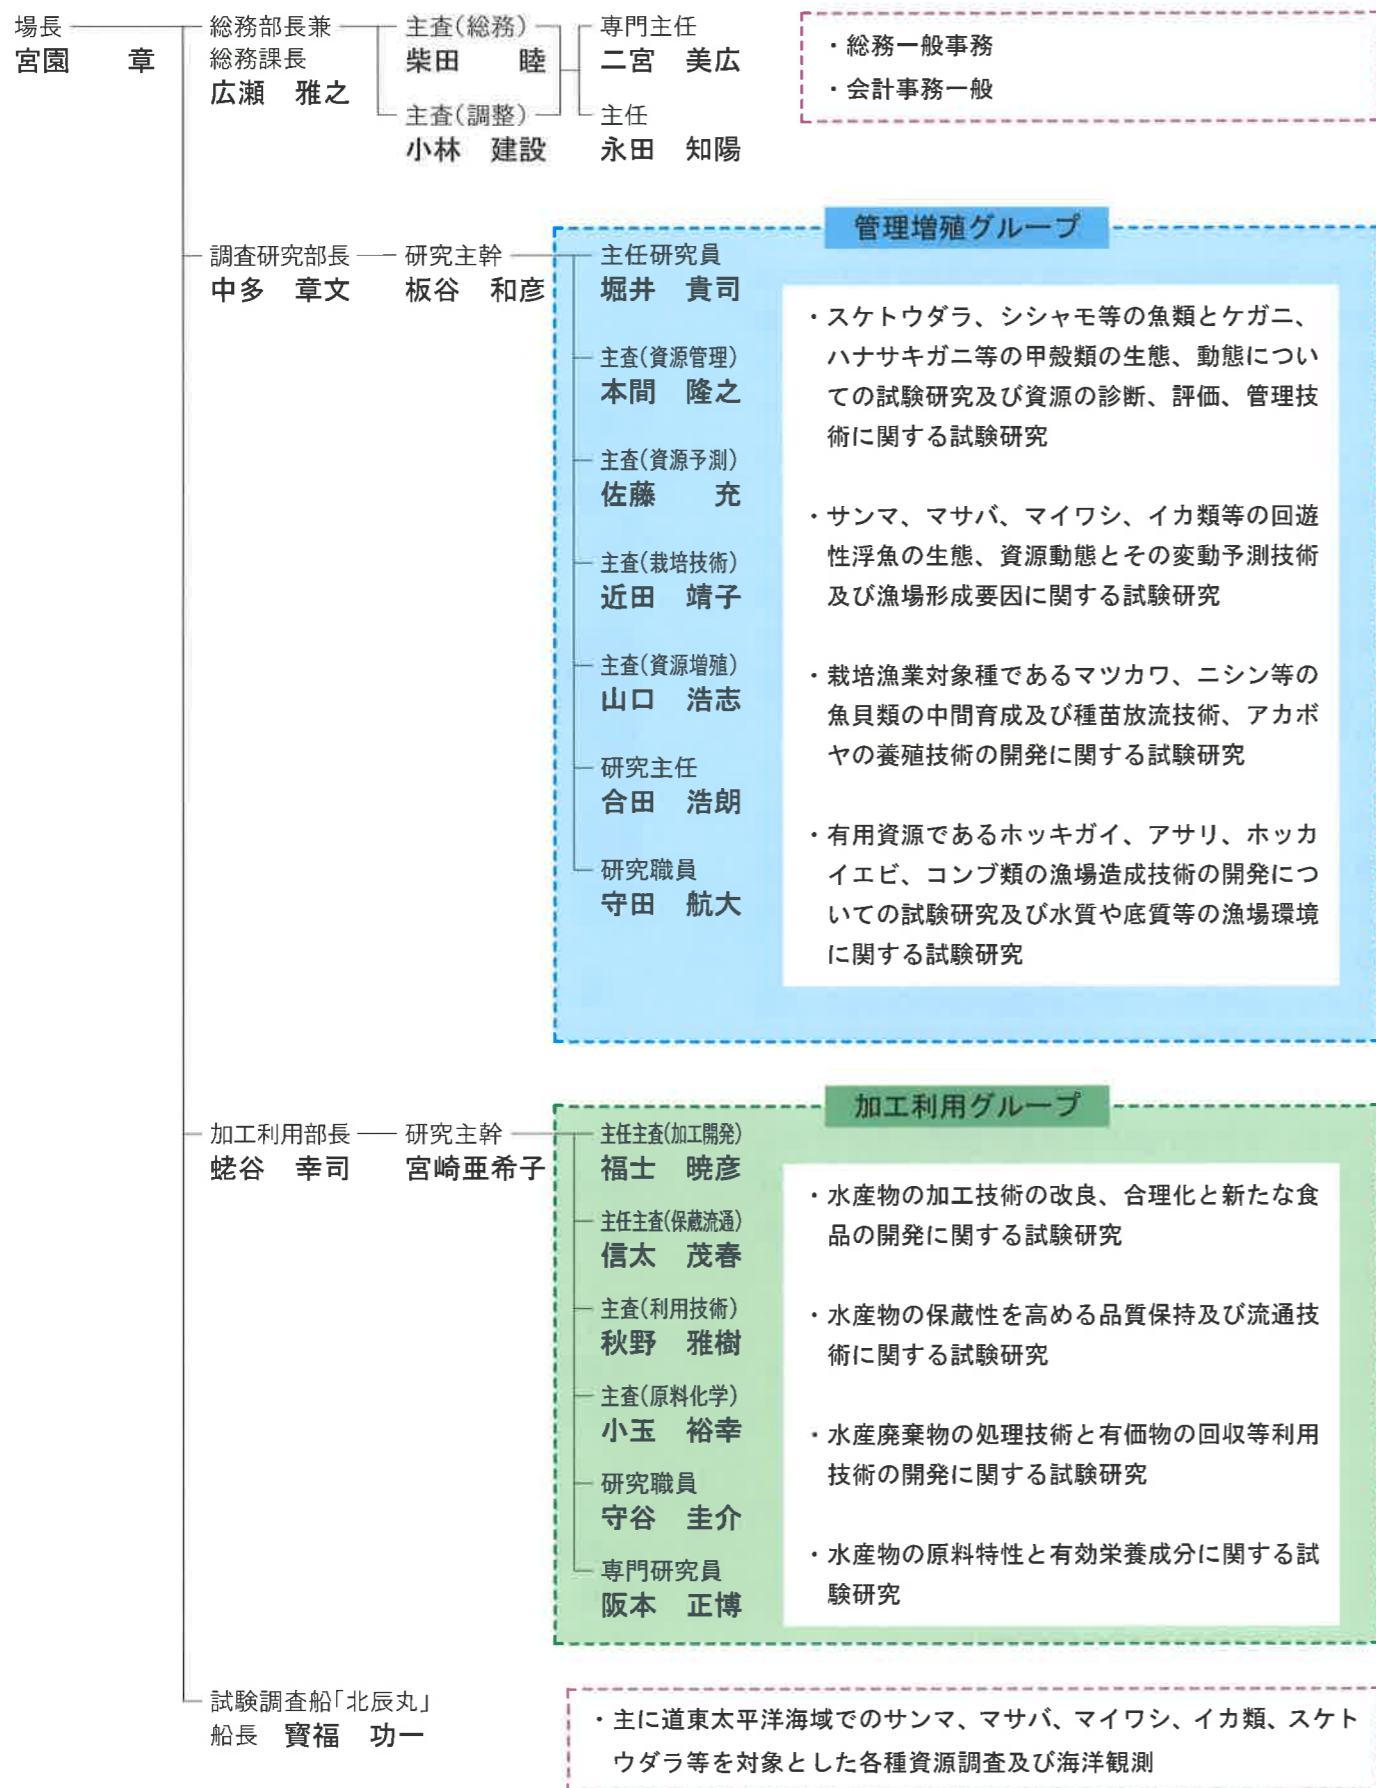 場長
宮園　章
総務部長兼
総務課長
広瀬　雅之
主査(総務)
柴田　睦
主査(調整)
小林　建設
専門主任
二宮　美広
主任
永田　知陽
・総務一般事務
・会計事務一般
調査研究部長
中多　章文
研究主幹
板谷　和彦
管理増殖グループ
主任研究員
堀井　貴司
主査(資源管理)
本間　隆之
主査(資源予測)
佐藤　充
主査(栽培技術)
近田　靖子
主査(資源増殖)
山口　浩志
研究主任
合田　浩朗
研究職員
守田　航大
・スケトウダラ、シシャモ等の魚類とケガニ、
ハナサキガニ等の甲殻類の生態、動態につい
ての試験研究及び資源の診断、評価、管理技
術に関する試験研究
・サンマ、マサバ、マイワシ、イカ類等の回遊
性浮魚の生態、資源動態とその変動予測技術
及び漁場形成要因に関する試験研究
・栽培漁業対象種であるマツカワ、ニシン等の
魚貝類の中間育成及び種苗放流技術、アカボ
ヤの養殖技術の開発に関する試験研究
・有用資源であるホッキガイ、アサリ、ホッカ
イエビ、コンブ類の漁場造成技術の開発につ
いての試験研究及び水質や底質等の漁場環境
に関する試験研究
加工利用部長
蛯谷　幸司
研究主幹
宮崎亜希子
加工利用グループ
主任主査(加工開発)
福士　暁彦
主任主査(保蔵流通)
信太　茂春
主査(利用技術)
秋野　雅樹
主査(原料化学)
小玉　裕幸
研究職員
守谷　圭介
専門研究員
阪本　正博
・水産物の加工技術の改良、合理化と新たな食
品の開発に関する試験研究
・水産物の保蔵性を高める品質保持及び流通技
術に関する試験研究
・水産廃棄物の処理技術と有価物の回収等利用
技術の開発に関する試験研究
・水産物の原料特性と有効栄養成分に関する試
験研究
試験調査船「北辰丸」
船長　寳福　功一
・主に道東太平洋海域でのサンマ、マサバ、マイワシ、イカ類、スケト
ウダラ等を対象とした各種資源調査及び海洋観測